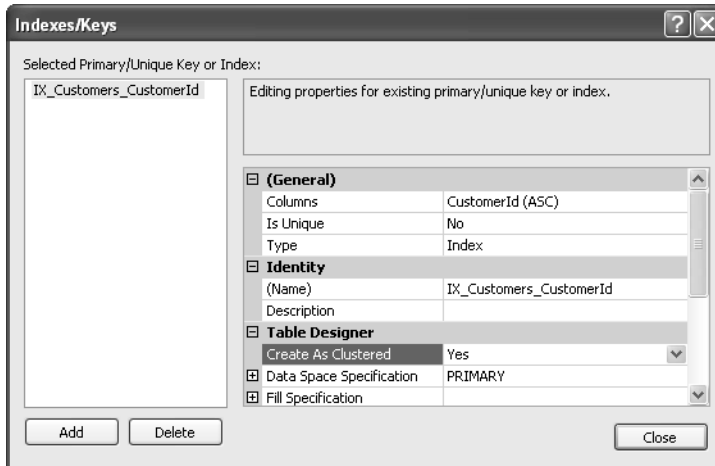 Indexes/Keys
Selected Primary/Unique Key or Index:
IX_Customers_CustomerId
Editing properties for existing primary/unique key or index.
(General)
Columns CustomerId (ASC)
Is Unique No
Type Index
Identity
(Name) IX_Customers_CustomerId
Description
Table Designer
Create As Clustered Yes
Data Space Specification PRIMARY
Fill Specification
Add Delete Close